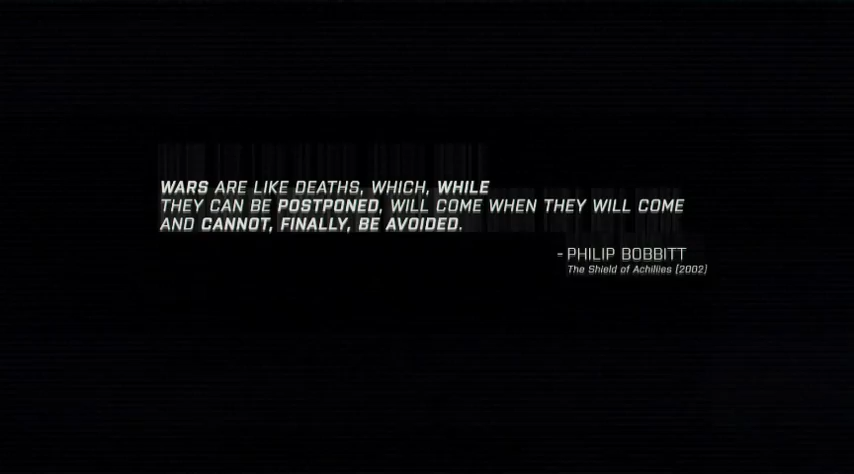 WARS ARE LIKE DEATHS, WHICH, WHILE
THEY CAN BE POSTPONED, WILL COME WHEN THEY WILL COME
AND CANNOT, FINALLY, BE AVOIDED.
- PHILIP BOBBITT
The Shield of Achillies (2002)